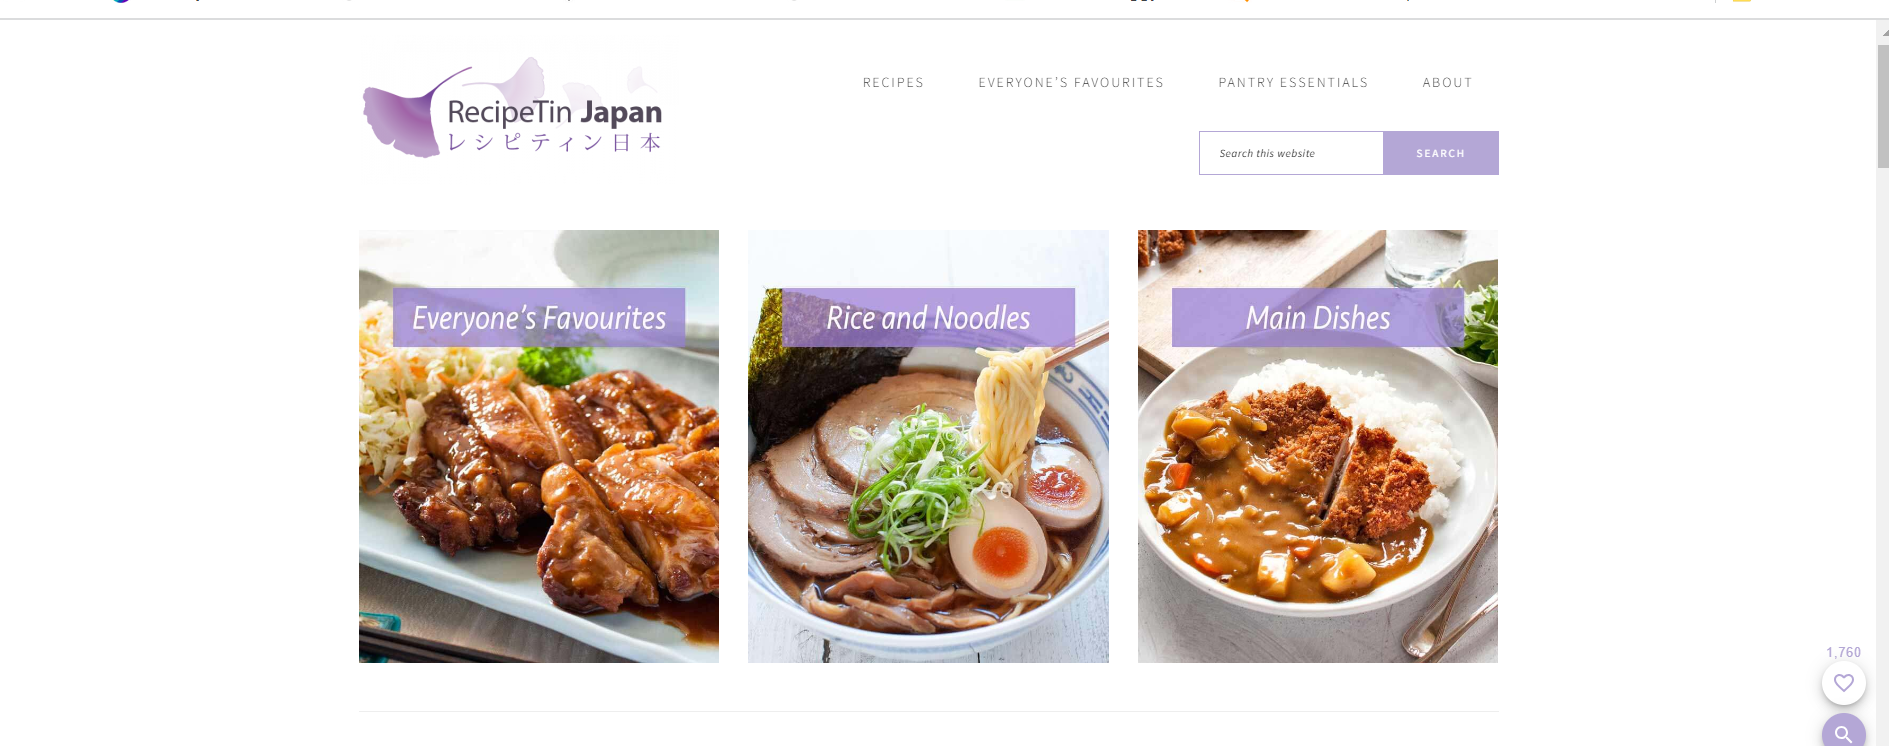 RecipeTin Japan
レシピティン日本
RECIPES EVERYONE'S FAVOURITES PANTRY ESSENTIALS ABOUT
Search this website SEARCH
Everyone's Favourites
Rice and Noodles
Main Dishes
1,760